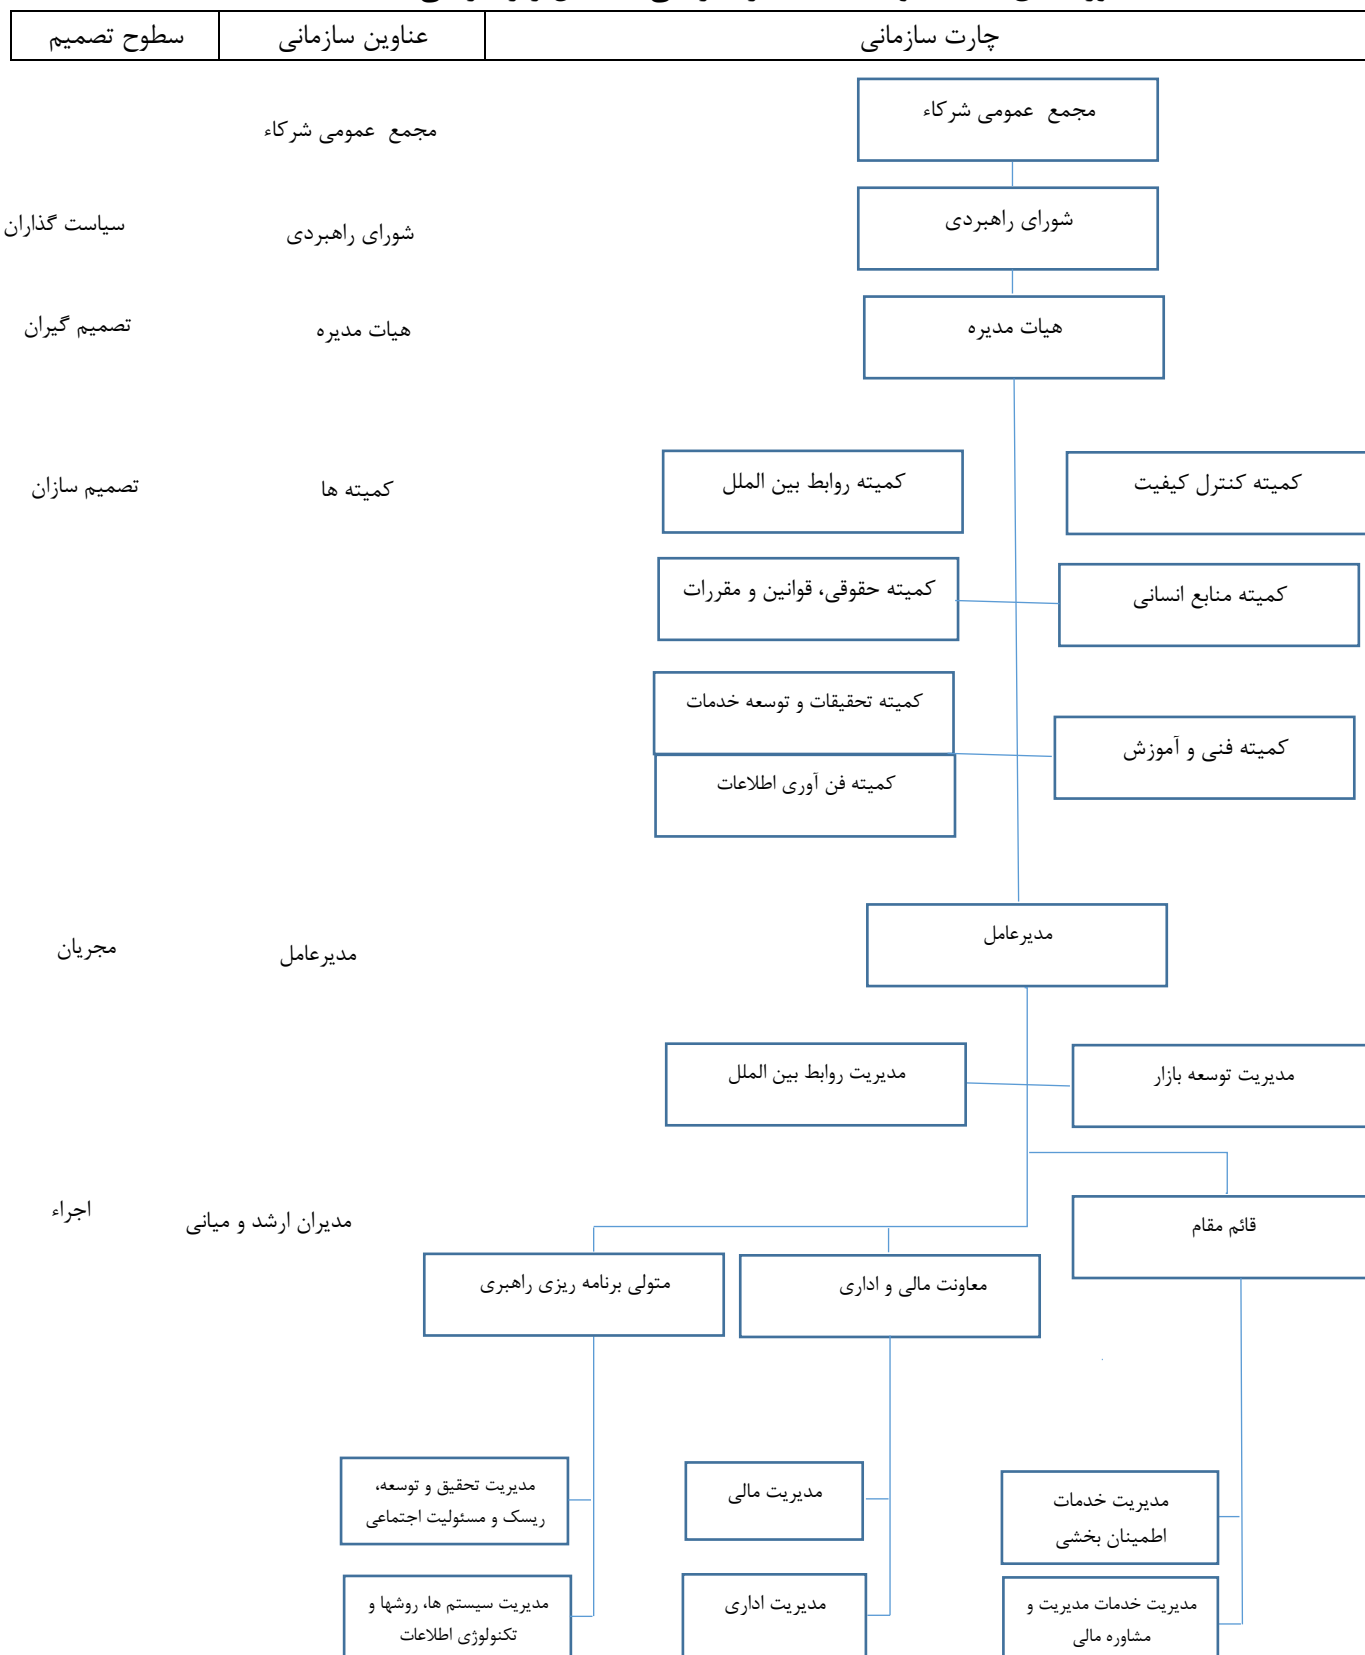 چارت سازمانی
عناوین سازمانی
سطوح تصمیم
مجمع عمومی شرکاء
مجمع عمومی شرکاء
شورای راهبردی
شورای راهبردی
سیاست گذاران
هیات مدیره
هیات مدیره
تصمیم گیران
کمیته کنترل کیفیت
کمیته روابط بین الملل
کمیته ها
تصمیم سازان
کمیته منابع انسانی
کمیته حقوقی، قوانین و مقررات
کمیته تحقیقات و توسعه خدمات
کمیته فنی و آموزش
کمیته فن آوری اطلاعات
مدیرعامل
مدیرعامل
مجریان
مدیریت توسعه بازار
مدیریت روابط بین الملل
قائم مقام
مدیران ارشد و میانی
اجراء
معاونت مالی و اداری
متولی برنامه ریزی راهبری
مدیریت خدمات
اطمینان بخشی
مدیریت مالی
مدیریت تحقیق و توسعه،
ریسک و مسئولیت اجتماعی
مدیریت خدمات مدیریت و
مشاوره مالی
مدیریت اداری
مدیریت سیستم ها، روشها و
تکنولوژی اطلاعات